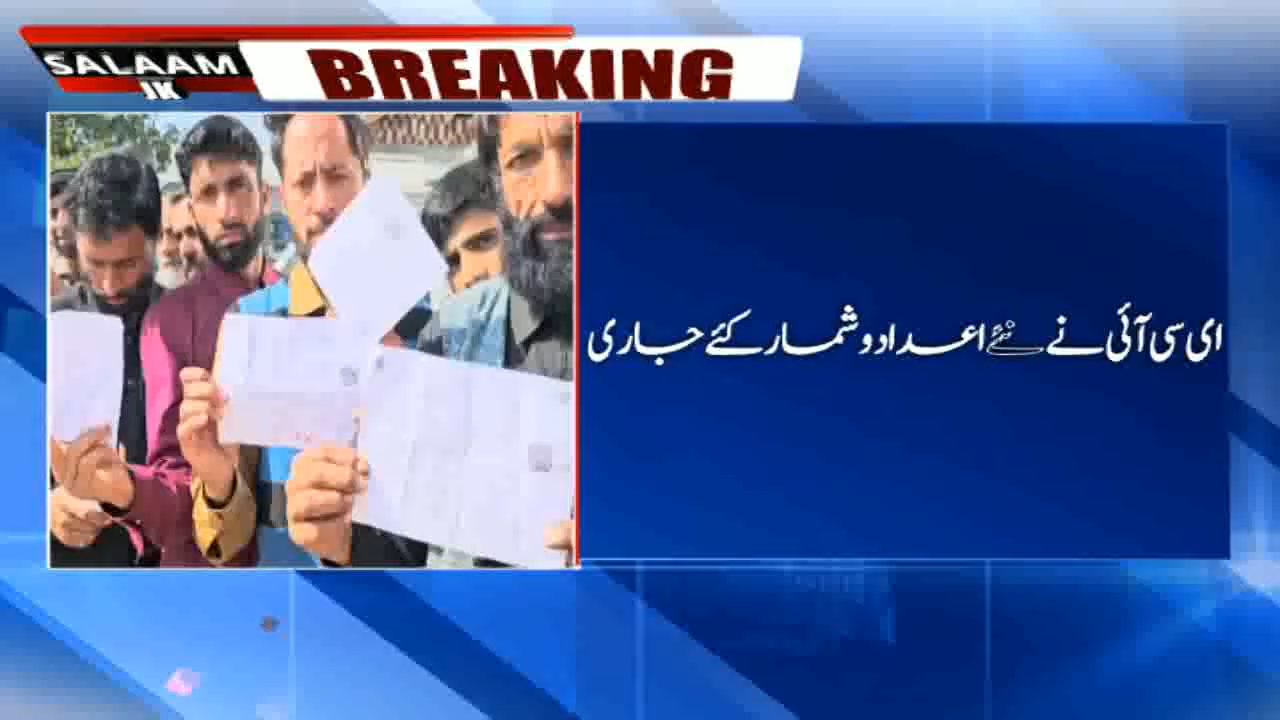 SALAAM
JK
BREAKING
ای سی آئی نے نئے اعداد و شمار کئے جاری